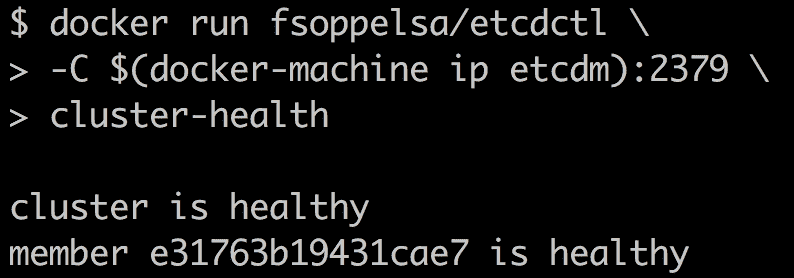 $ docker run fsoppelsa/etcdctl \
> -C $(docker-machine ip etcdm):2379 \
> cluster-health
cluster is healthy
member e31763b19431cae7 is healthy